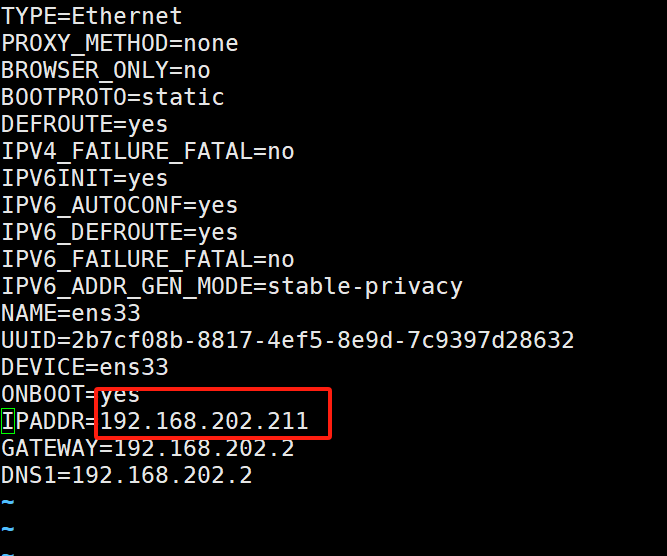 TYPE=Ethernet
PROXY_METHOD=none
BROWSER_ONLY=no
BOOTPROTO=static
DEFROUTE=yes
IPV4_FAILURE_FATAL=no
IPV6INIT=yes
IPV6_AUTOCONF=yes
IPV6_DEFROUTE=yes
IPV6_FAILURE_FATAL=no
IPV6_ADDR_GEN_MODE=stable-privacy
NAME=ens33
UUID=2b7cf08b-8817-4ef5-8e9d-7c9397d28632
DEVICE=ens33
ONBOOT=yes
IPADDR=192.168.202.211
GATEWAY=192.168.202.2
DNS1=192.168.202.2
~
~
~